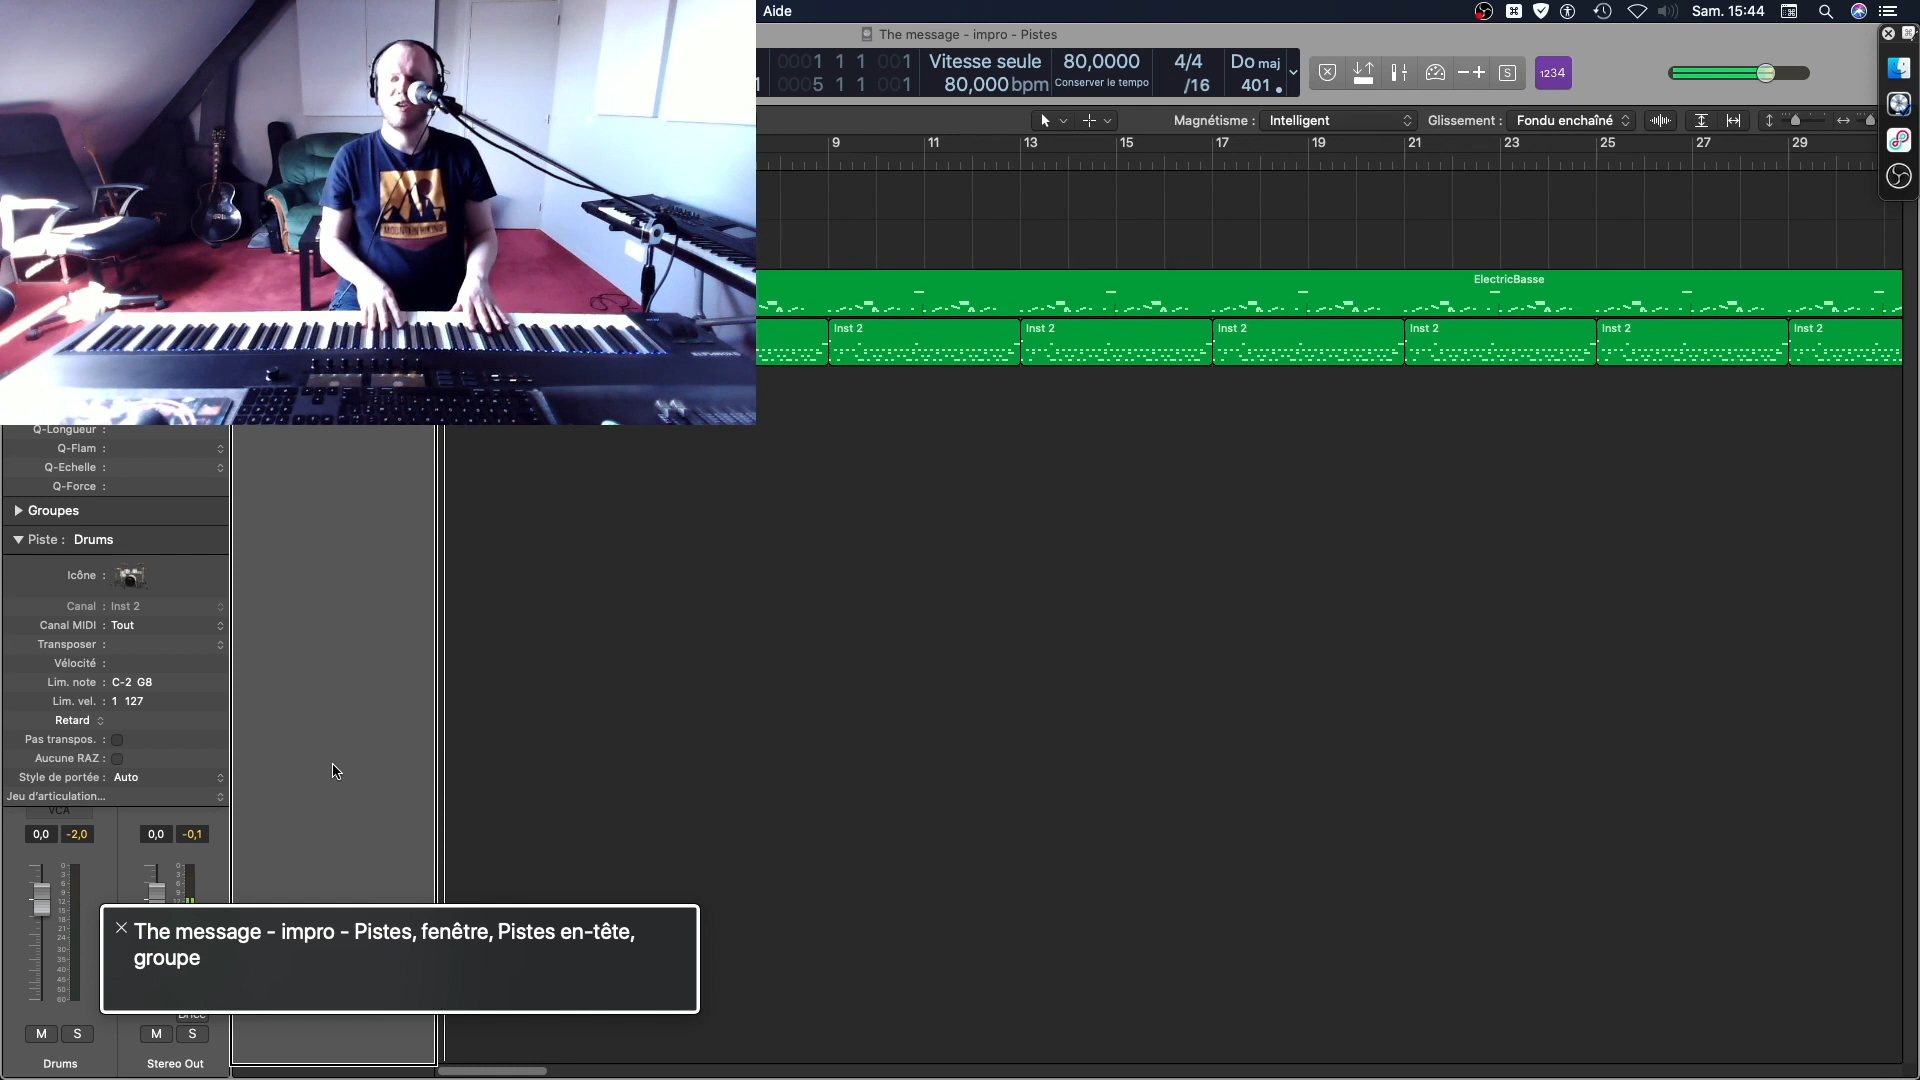 Aide
Sam. 15:44
The message - impro - Pistes
0001 1 1 001
0005 1 1 001
Vitesse seule
80,000 bpm
80,0000
Conserver le tempo
4/4
/16
Do maj
401
1234
Magnétisme : Intelligent
Glissement : Fondu enchaîné
9 11 13 15 17 19 21 23 25 27 29
ElectricBasse
Inst 2 Inst 2 Inst 2 Inst 2 Inst 2 Inst 2
MOUNTAIN HIKING
Q-Longueur :
Q-Flam :
Q-Echelle :
Q-Force :
Groupes
Piste : Drums
Icône :
Canal : Inst 2
Canal MIDI : Tout
Transposer :
Vélocité :
Lim. note : C-2 G8
Lim. vel. : 1 127
Retard
Pas transpos. :
Aucune RAZ :
Style de portée : Auto
Jeu d'articulation...
VCA
0,0 -2,0 0,0 -0,1
The message - impro - Pistes, fenêtre, Pistes en-tête,
groupe
M S M S
Drums Stereo Out